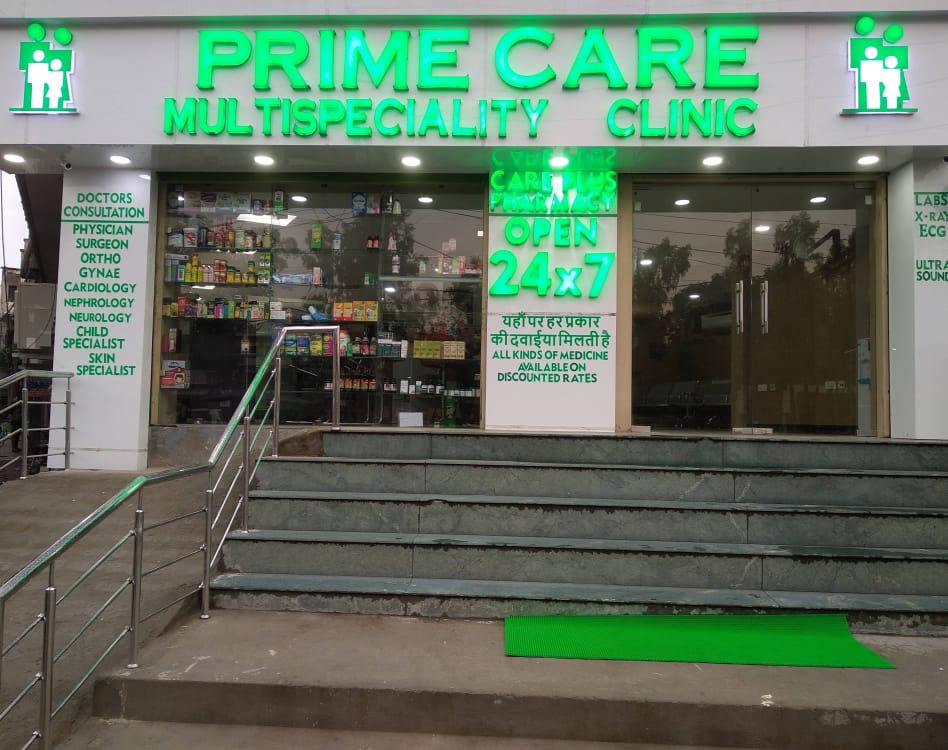 PRIME CARE
MULTISPECIALITY CLINIC
DOCTORS
CONSULTATION
PHYSICIAN
SURGEON
ORTHO
GYNAE
CARDIOLOGY
NEPHROLOGY
NEUROLOGY
CHILD
SPECIALIST
SKIN
SPECIALIST
CARE PLUS
PHARMACY
OPEN
24x7
यहाँ पर हर प्रकार
की दवाईया मिलती है
ALL KINDS OF MEDICINE
AVAILABLE ON
DISCOUNTED RATES
LABS
X-RA
ECG
ULTRA
SOUND